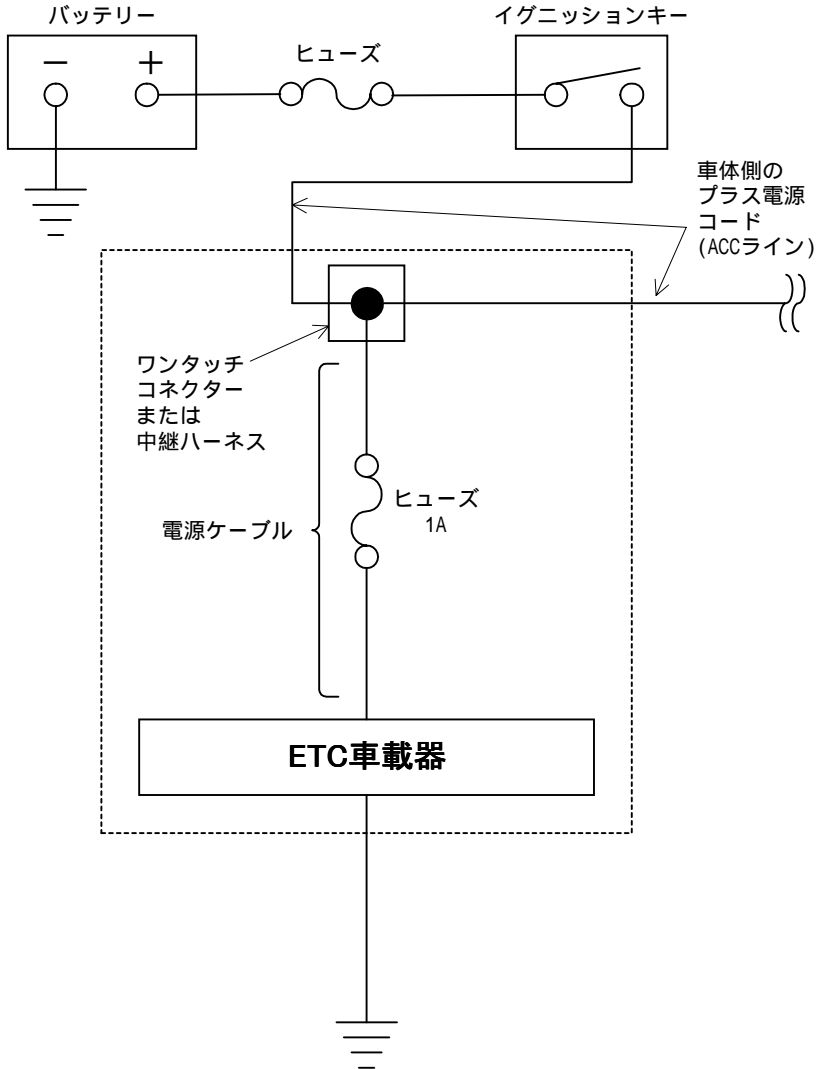 バッテリー
イグニッションキー
ヒューズ
− +
車体側の
プラス電源
コード
(ACCライン)
ワンタッチ
コネクター
または
中継ハーネス
ヒューズ
1A
電源ケーブル
ETC車載器